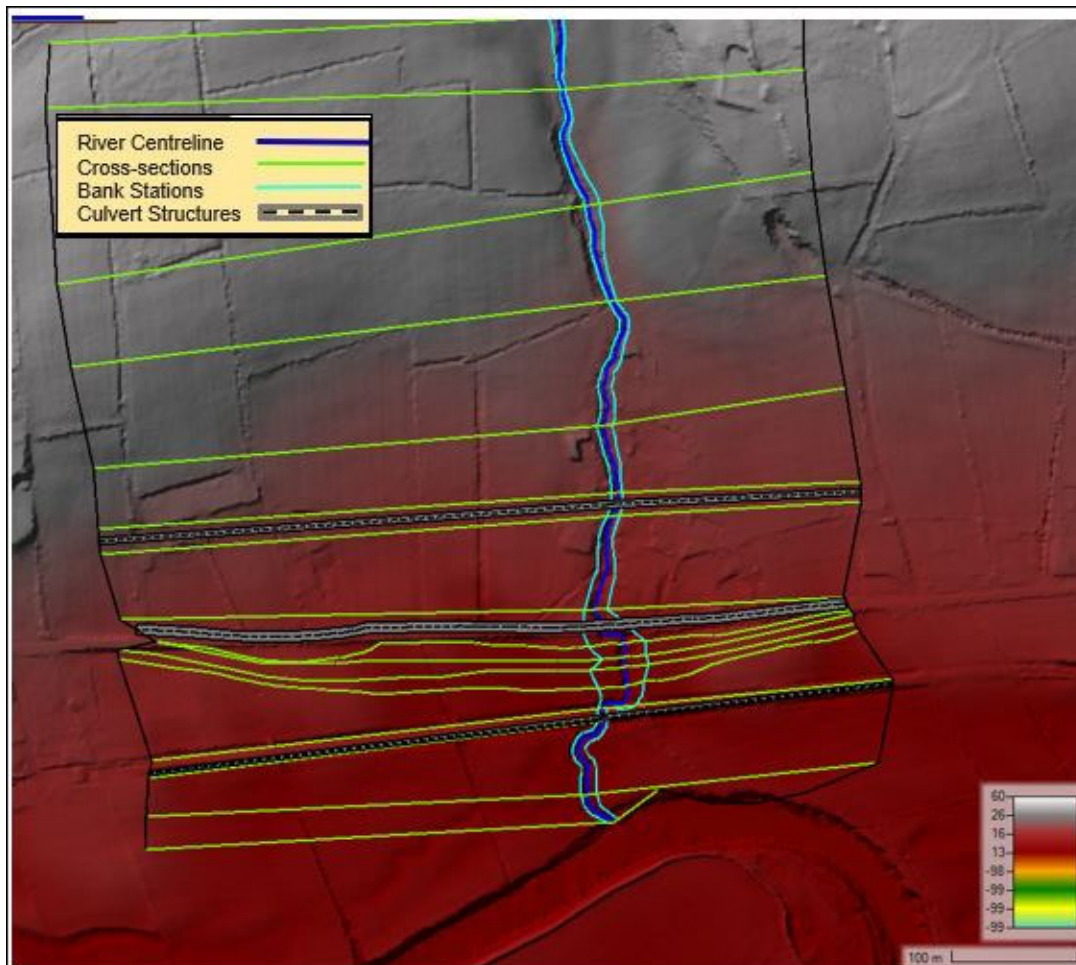 River Centreline
Cross-sections
Bank Stations
Culvert Structures
60
26
16
13
-98
-99
-99
-99
100 m